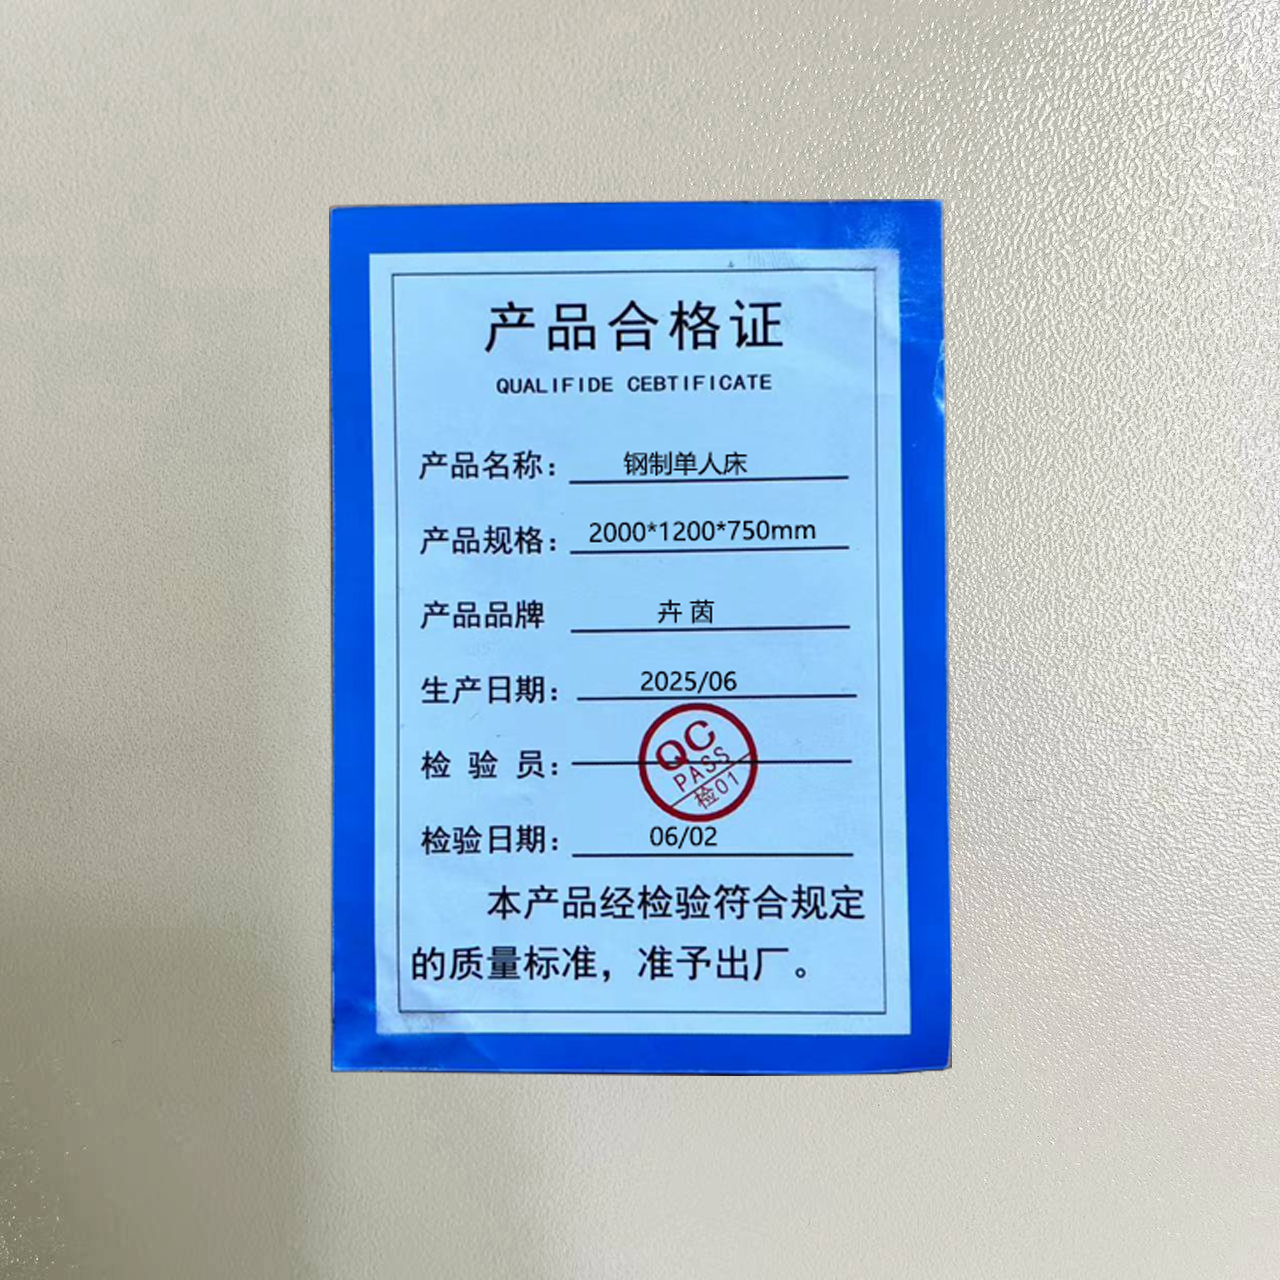 产品合格证
QUALIFIDE CEBTIFICATE
产品名称： 钢制单人床
产品规格： 2000*1200*750mm
产品品牌 卉茵
生产日期： 2025/06
检 验 员： QC
PASS
检01
检验日期： 06/02
本产品经检验符合规定
的质量标准，准予出厂。